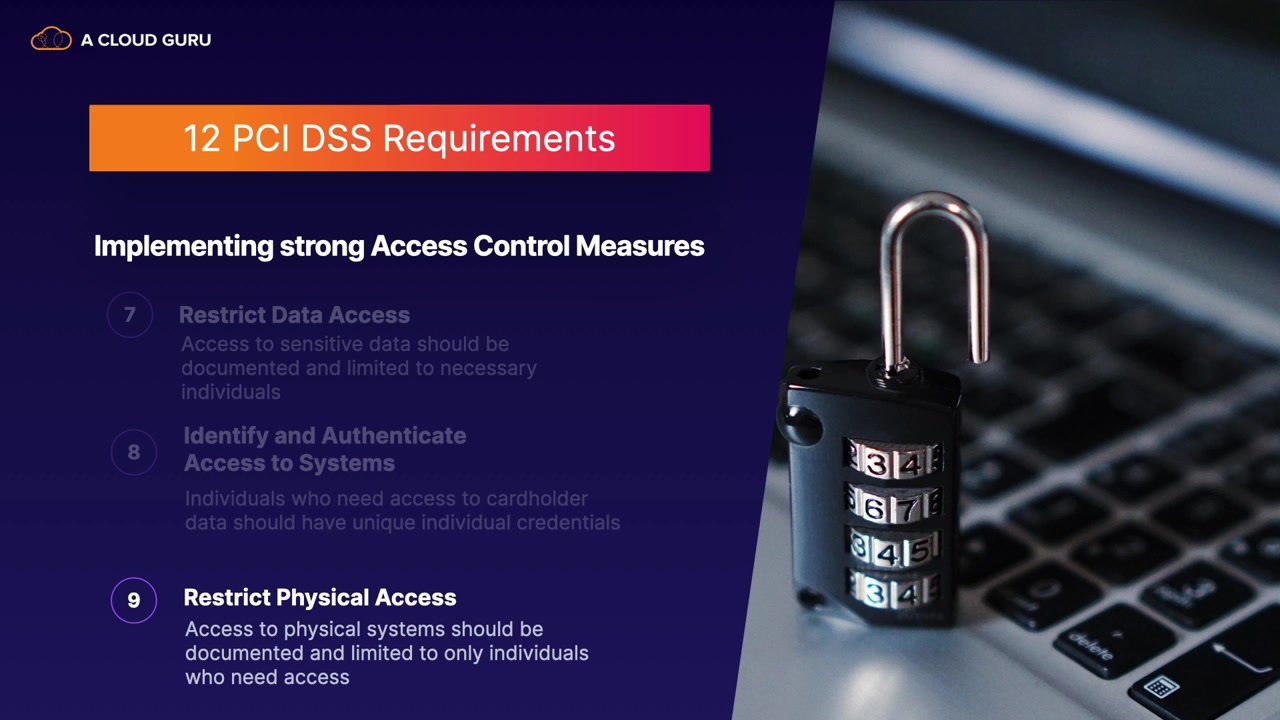 A CLOUD GURU
12 PCI DSS Requirements
Implementing strong Access Control Measures
7
Restrict Data Access
Access to sensitive data should be
documented and limited to necessary
individuals
8
Identify and Authenticate
Access to Systems
Individuals who need access to cardholder
data should have unique individual credentials
9
Restrict Physical Access
Access to physical systems should be
documented and limited to only individuals
who need access
3 4
6 7
3 4 5
3 4
delete